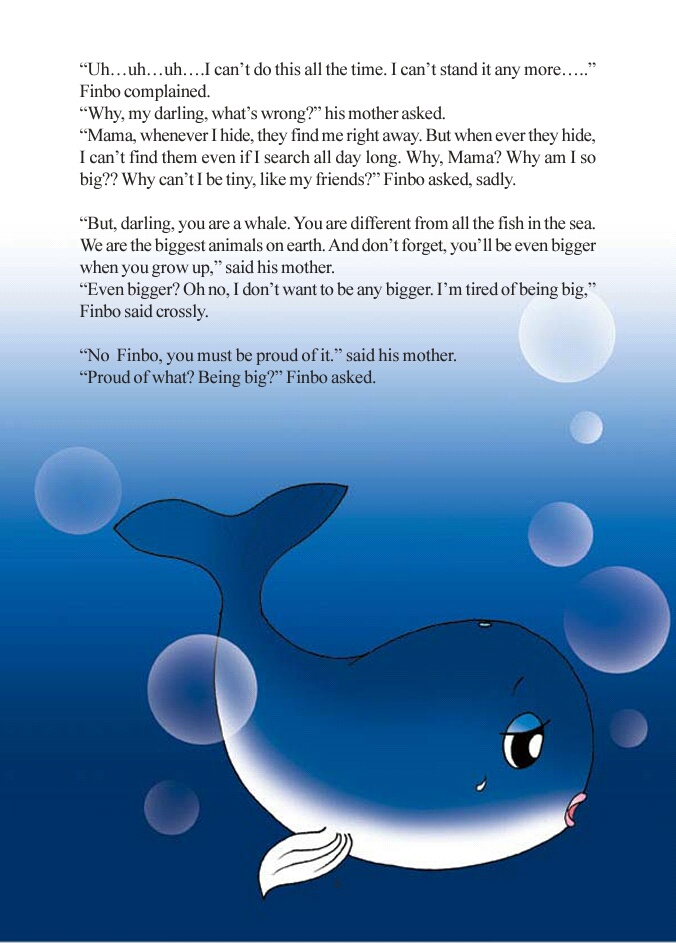 “Uh…uh…uh….I can’t do this all the time. I can’t stand it any more…..”
Finbo complained.
“Why, my darling, what’s wrong?” his mother asked.
“Mama, whenever I hide, they find me right away. But when ever they hide,
I can’t find them even if I search all day long. Why, Mama? Why am I so
big?? Why can’t I be tiny, like my friends?” Finbo asked, sadly.
“But, darling, you are a whale. You are different from all the fish in the sea.
We are the biggest animals on earth. And don’t forget, you’ll be even bigger
when you grow up,” said his mother.
“Even bigger? Oh no, I don’t want to be any bigger. I’m tired of being big,”
Finbo said crossly.
“No  Finbo, you must be proud of it.” said his mother.
“Proud of what? Being big?” Finbo asked.